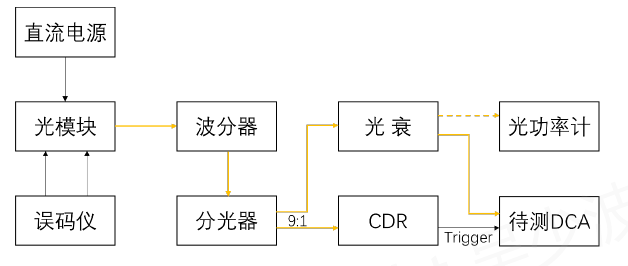 直流电源
光模块
波分器
光 衰
光功率计
误码仪
分光器
9:1
CDR
Trigger
待测DCA